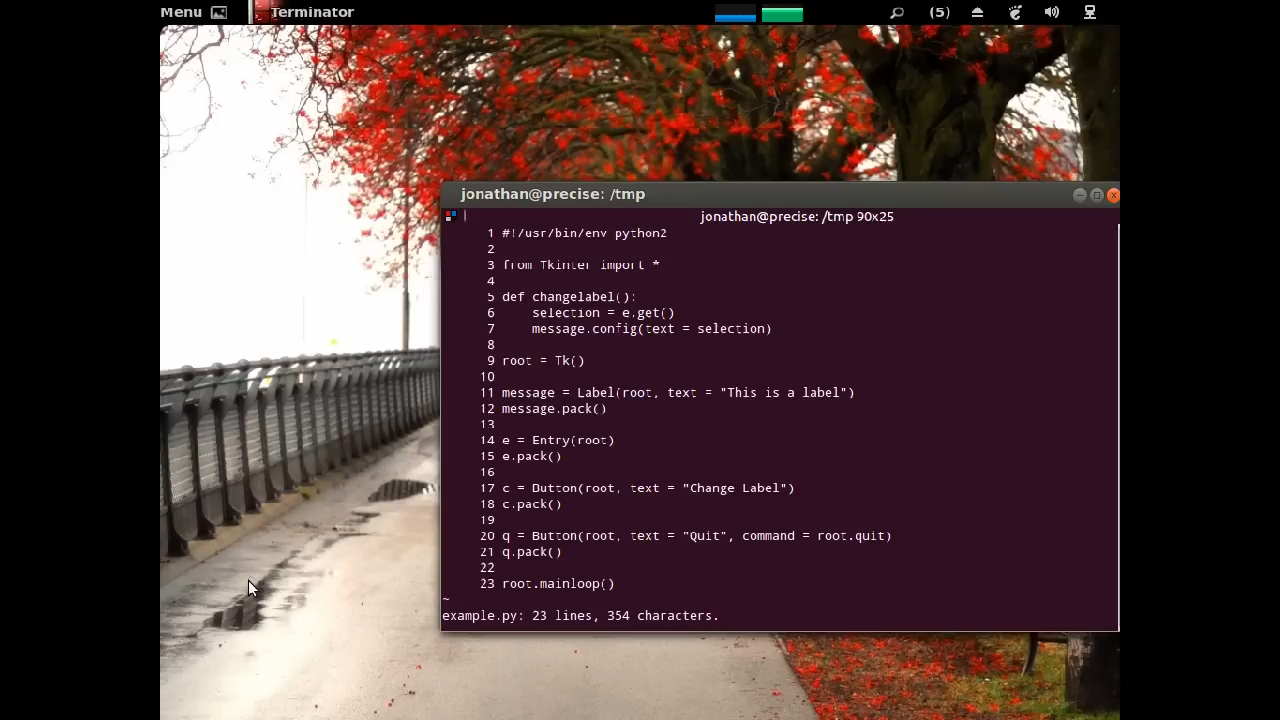 Menu
Terminator
(5)
jonathan@precise: /tmp
jonathan@precise: /tmp 90x25
1 #!/usr/bin/env python2
2
3 from Tkinter import *
4
5 def changelabel():
6     selection = e.get()
7     message.config(text = selection)
8
9 root = Tk()
10
11 message = Label(root, text = "This is a label")
12 message.pack()
13
14 e = Entry(root)
15 e.pack()
16
17 c = Button(root, text = "Change Label")
18 c.pack()
19
20 q = Button(root, text = "Quit", command = root.quit)
21 q.pack()
22
23 root.mainloop()
~
example.py: 23 lines, 354 characters.